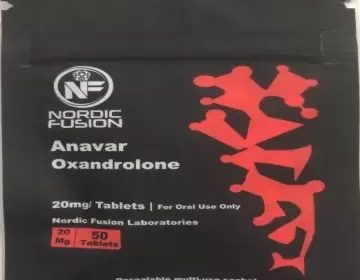 NF
NORDIC
FUSION
Anavar
Oxandrolone
20mg/ Tablets | For Oral Use Only
Nordic Fusion Laboratories
20 Mg 50 Tablets